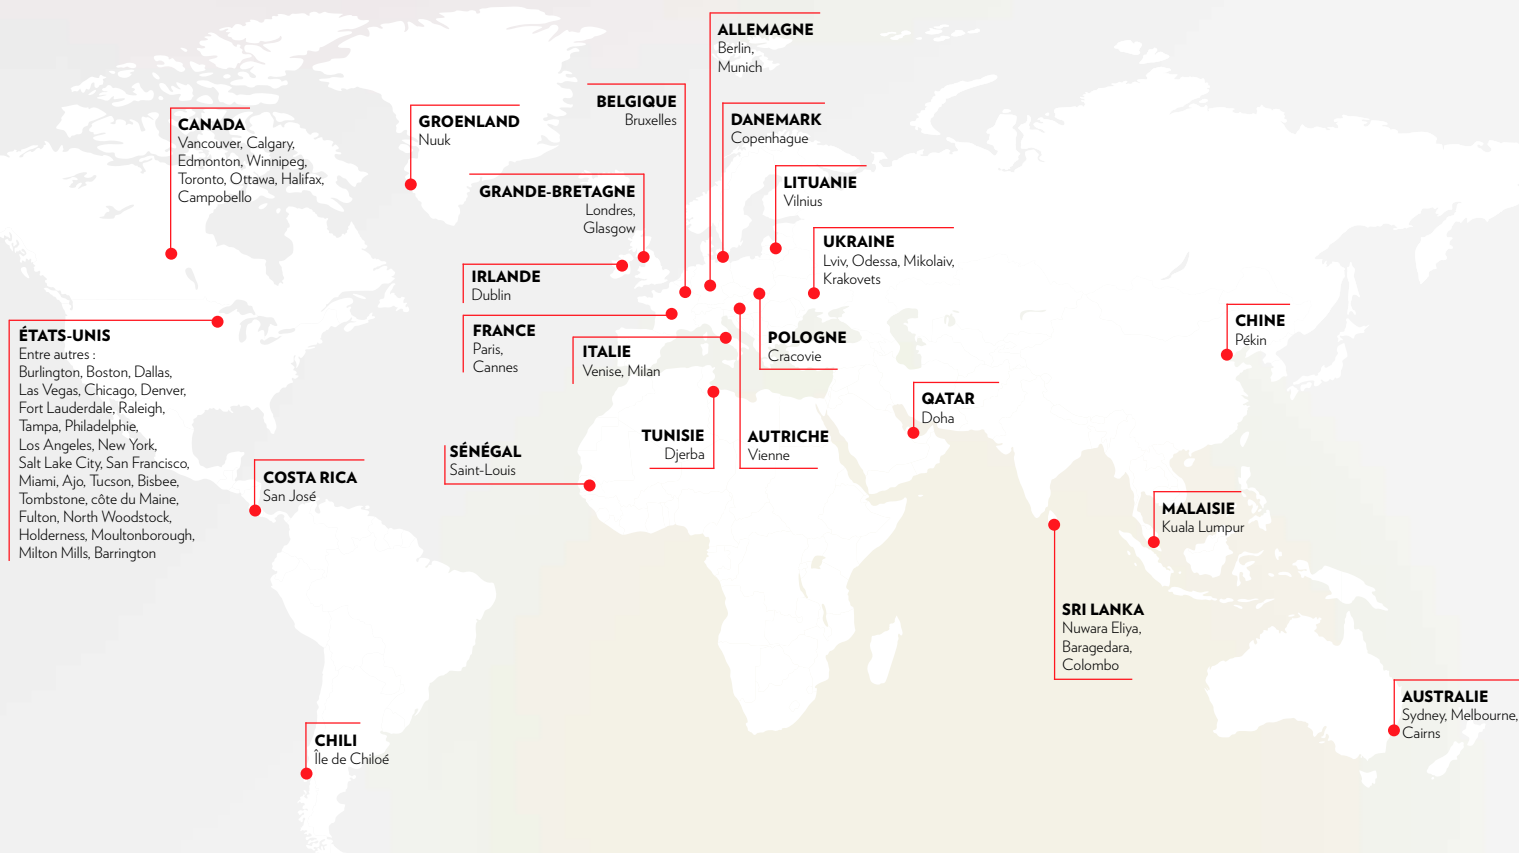 ALLEMAGNE
Berlin,
Munich
BELGIQUE
Bruxelles
DANEMARK
Copenhague
CANADA
Vancouver, Calgary,
Edmonton, Winnipeg,
Toronto, Ottawa, Halifax,
Campobello
GROENLAND
Nuuk
GRANDE-BRETAGNE
Londres,
Glasgow
LITUANIE
Vilnius
UKRAINE
Lviv, Odessa, Mikolaiv,
Krakovets
IRLANDE
Dublin
FRANCE
Paris,
Cannes
ITALIE
Venise, Milan
POLOGNE
Cracovie
CHINE
Pékin
ÉTATS-UNIS
Entre autres :
Burlington, Boston, Dallas,
Las Vegas, Chicago, Denver,
Fort Lauderdale, Raleigh,
Tampa, Philadelphie,
Los Angeles, New York,
Salt Lake City, San Francisco,
Miami, Ajo, Tucson, Bisbee,
Tombstone, côte du Maine,
Fulton, North Woodstock,
Holderness, Moultonborough,
Milton Mills, Barrington
QATAR
Doha
TUNISIE
Djerba
AUTRICHE
Vienne
SÉNÉGAL
Saint-Louis
COSTA RICA
San José
MALAISIE
Kuala Lumpur
SRI LANKA
Nuwara Eliya,
Baragedara,
Colombo
AUSTRALIE
Sydney, Melbourne,
Cairns
CHILI
Île de Chiloé